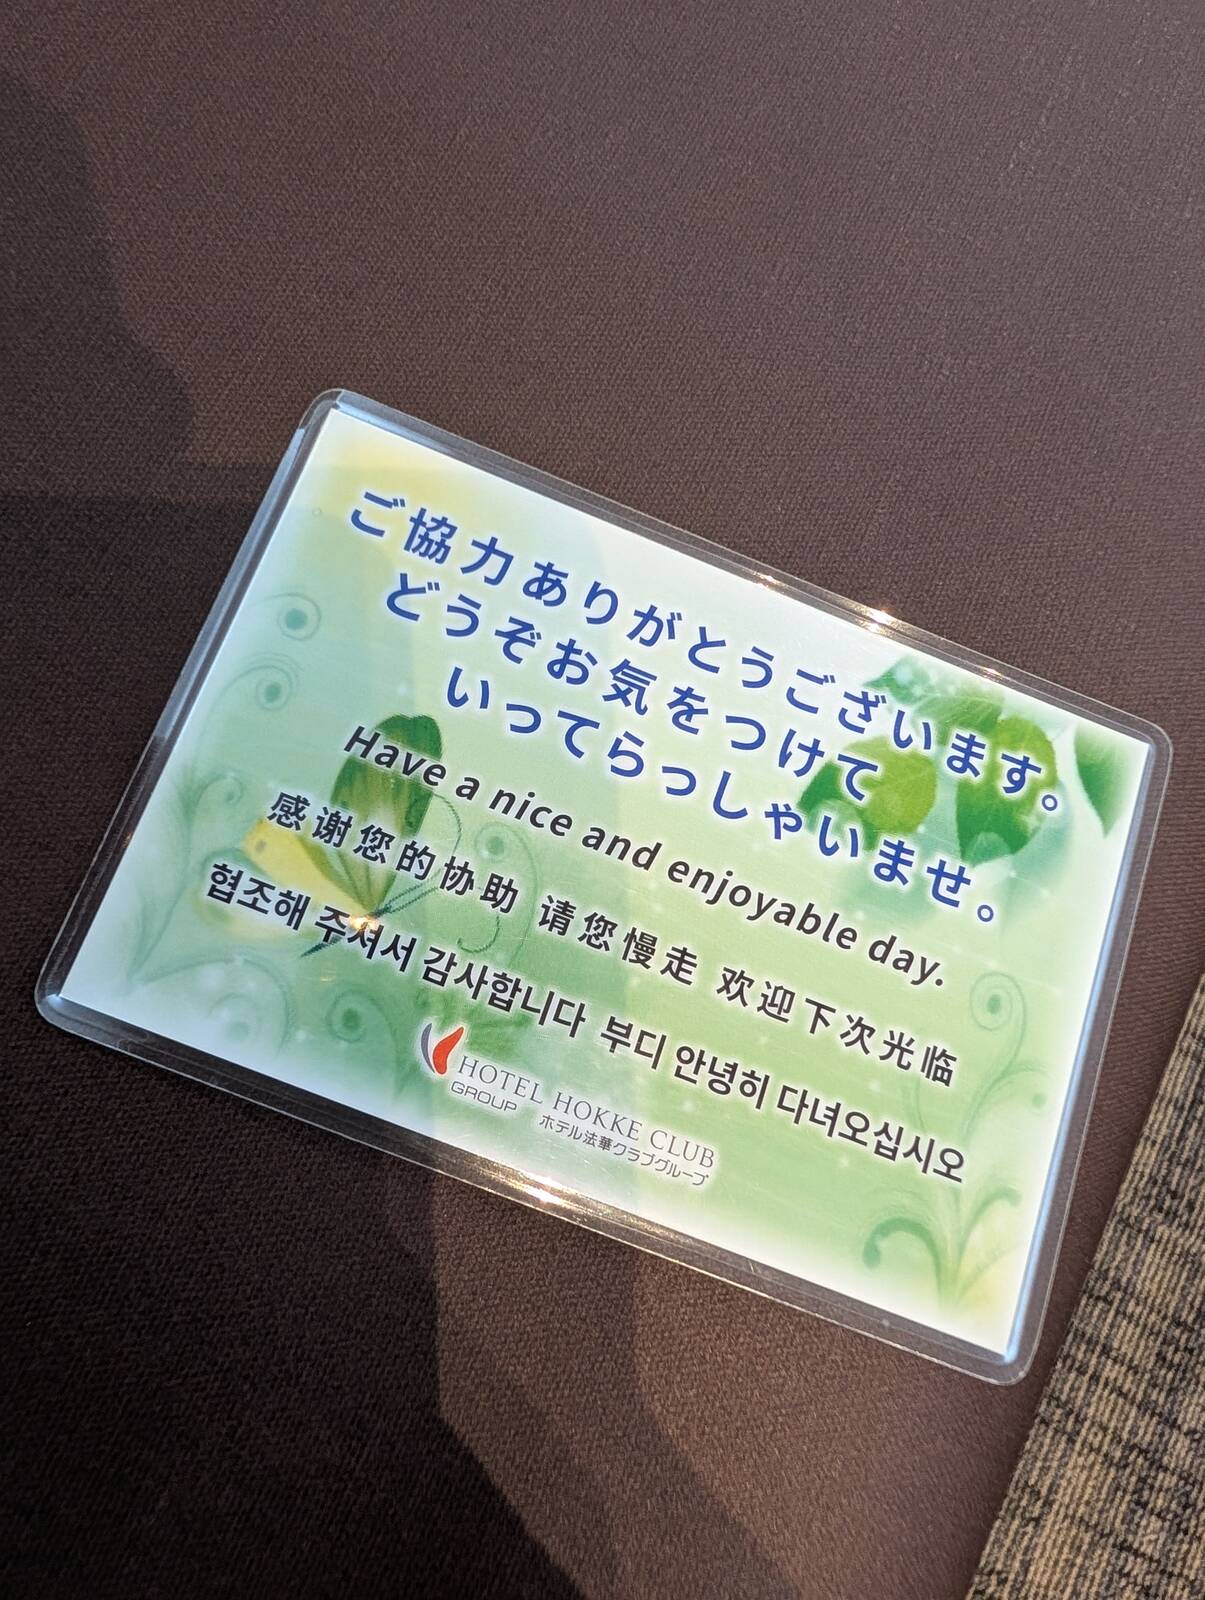 ご協力ありがとうございます。
どうぞお気をつけて
いってらっしゃいませ。
Have a nice and enjoyable day.
感谢您的协助 请您慢走 欢迎下次光临
협조해 주셔서 감사합니다 부디 안녕히 다녀오십시오
HOTEL HOKKE CLUB
GROUP ホテル法華クラブグループ